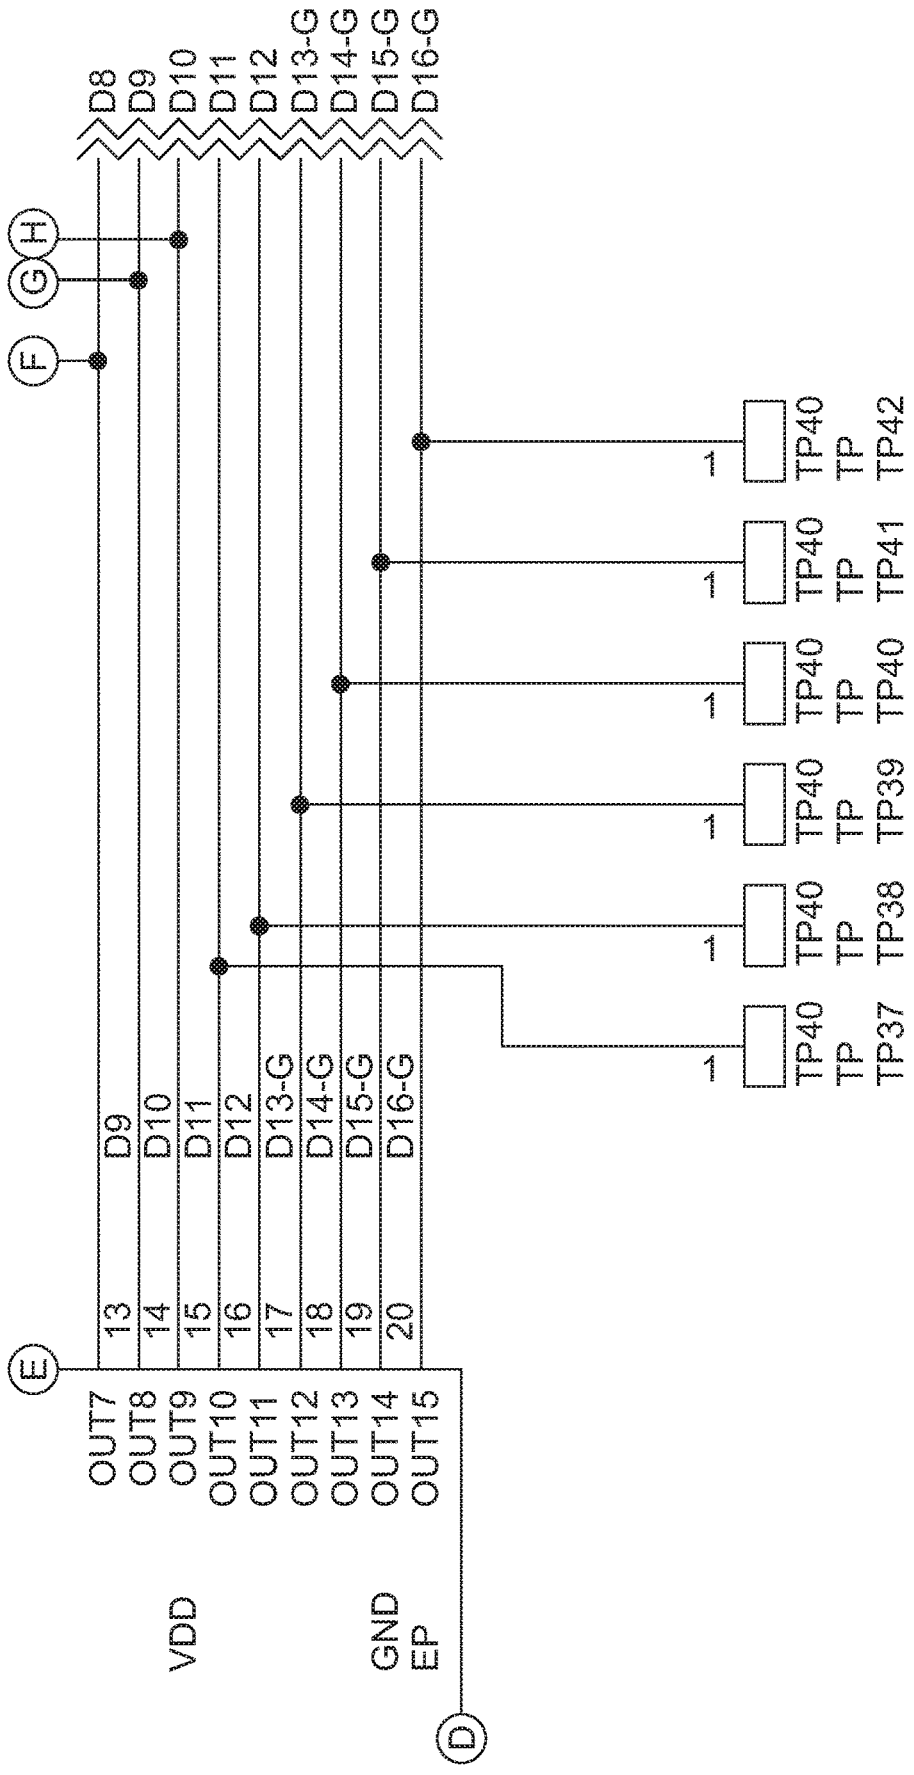 E
D
F
G
H
VDD
GND
EP
OUT7
OUT8
OUT9
OUT10
OUT11
OUT12
OUT13
OUT14
OUT15
13
14
15
16
17
18
19
20
D9
D10
D11
D12
D13-G
D14-G
D15-G
D16-G
D8
D9
D10
D11
D12
D13-G
D14-G
D15-G
D16-G
1
TP40
TP
TP37
1
TP40
TP
TP38
1
TP40
TP
TP39
1
TP40
TP
TP40
1
TP40
TP
TP41
1
TP40
TP
TP42